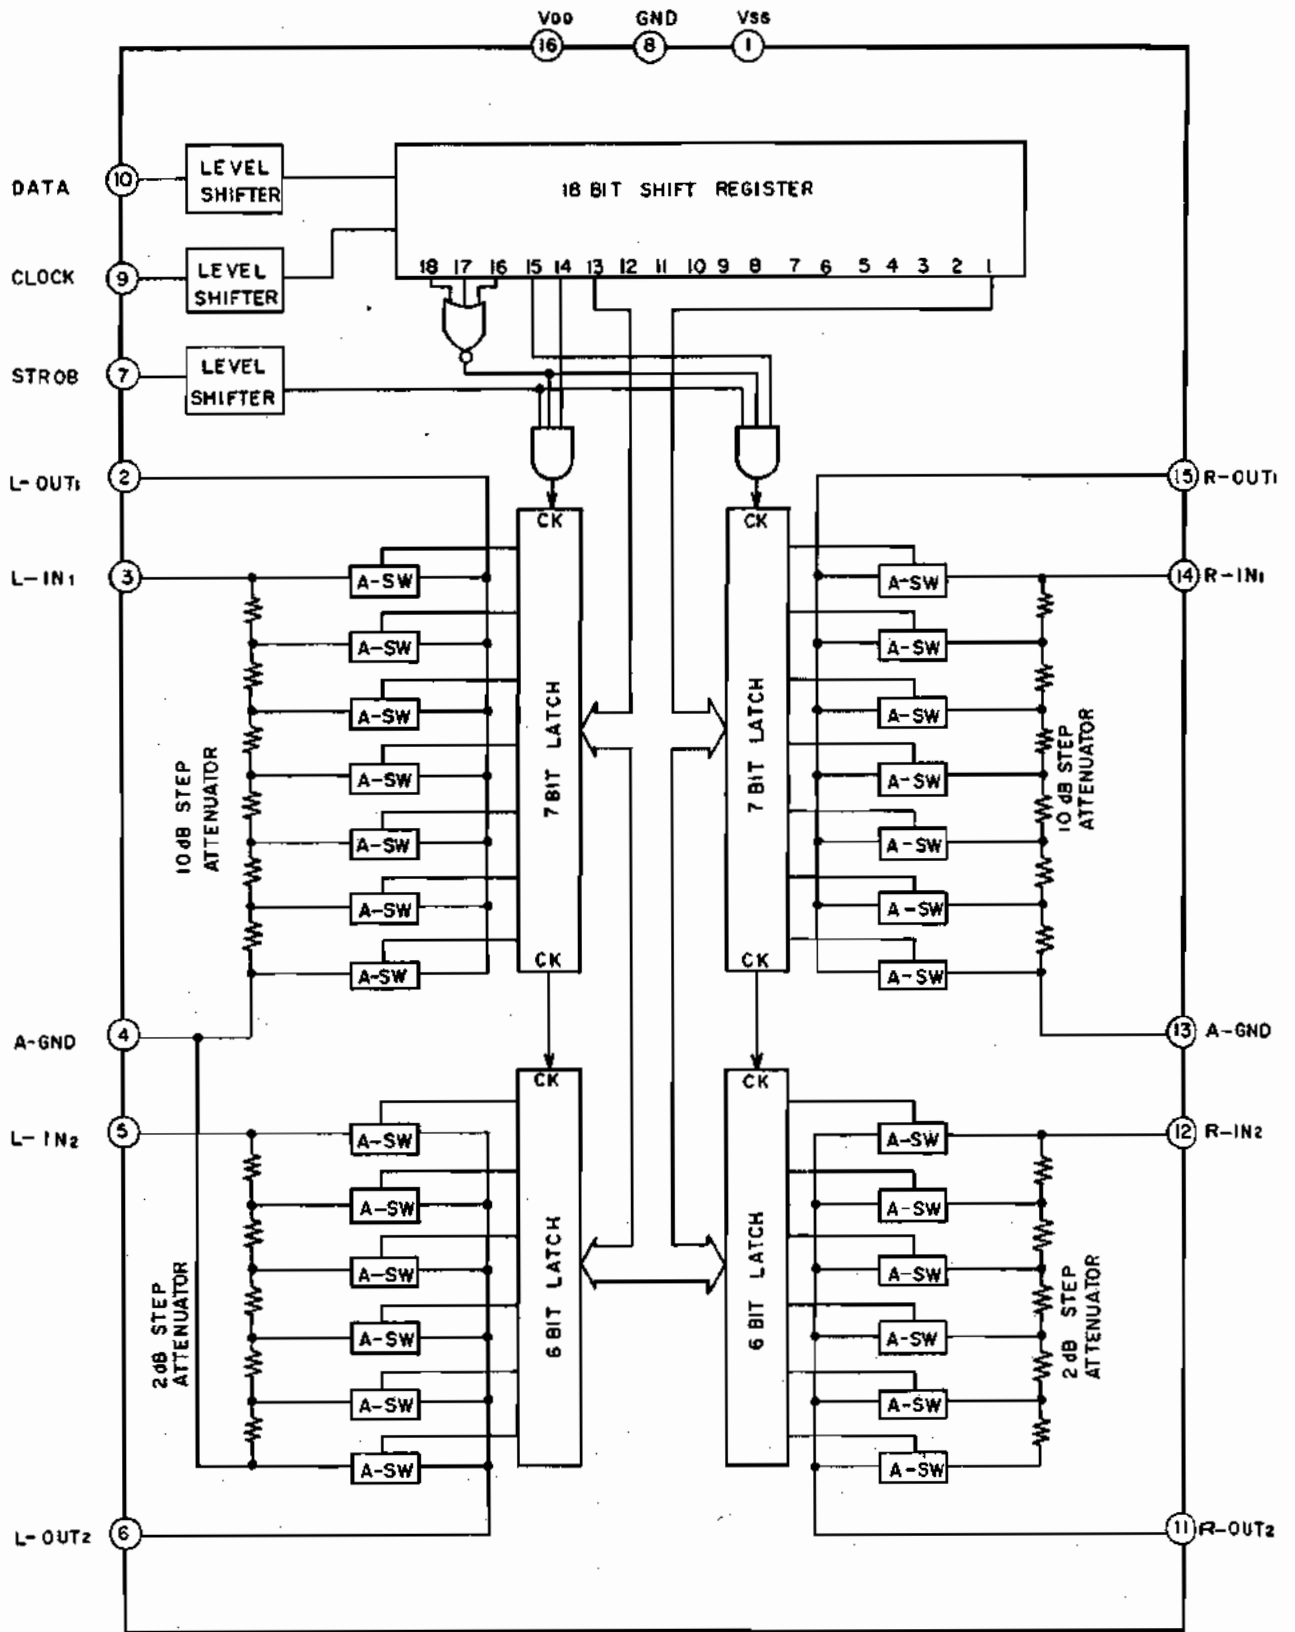 VDD GND VSS
16 8 1
DATA 10 LEVEL SHIFTER
18 BIT SHIFT REGISTER
CLOCK 9 LEVEL SHIFTER
18 17 16 15 14 13 12 11 10 9 8 7 6 5 4 3 2 1
STROB 7 LEVEL SHIFTER
L-OUT1 2
15 R-OUT1
CK
CK
L-IN1 3
14 R-IN1
A-SW
A-SW
A-SW
A-SW
A-SW
A-SW
A-SW
A-SW
A-SW
A-SW
A-SW
A-SW
A-SW
A-SW
10dB STEP
ATTENUATOR
7 BIT LATCH
7 BIT LATCH
10dB STEP
ATTENUATOR
CK
CK
A-GND 4
13 A-GND
CK
CK
L-IN2 5
12 R-IN2
A-SW
A-SW
A-SW
A-SW
A-SW
A-SW
A-SW
A-SW
A-SW
A-SW
A-SW
A-SW
2dB STEP
ATTENUATOR
6 BIT LATCH
6 BIT LATCH
2dB STEP
ATTENUATOR
L-OUT2 6
11 R-OUT2